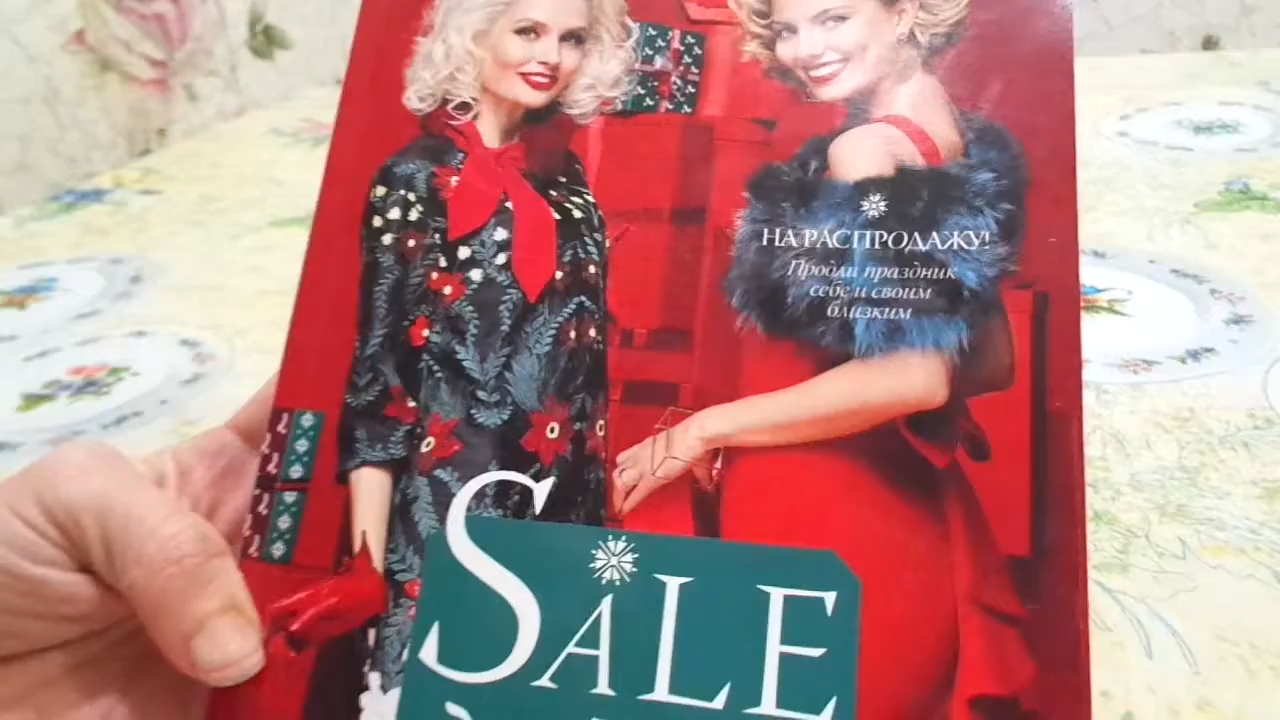 НА РАСПРОДАЖУ!
Продли праздник
себе и своим
близким
SALE